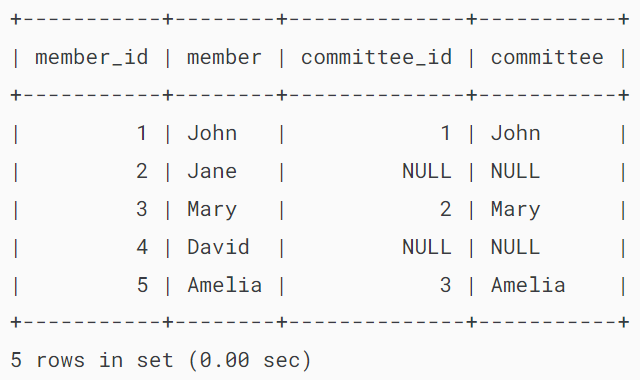 +-----------+--------+--------------+-----------+
| member_id | member | committee_id | committee |
+-----------+--------+--------------+-----------+
|         1 | John   |            1 | John      |
|         2 | Jane   |         NULL | NULL      |
|         3 | Mary   |            2 | Mary      |
|         4 | David  |         NULL | NULL      |
|         5 | Amelia |            3 | Amelia    |
+-----------+--------+--------------+-----------+
5 rows in set (0.00 sec)